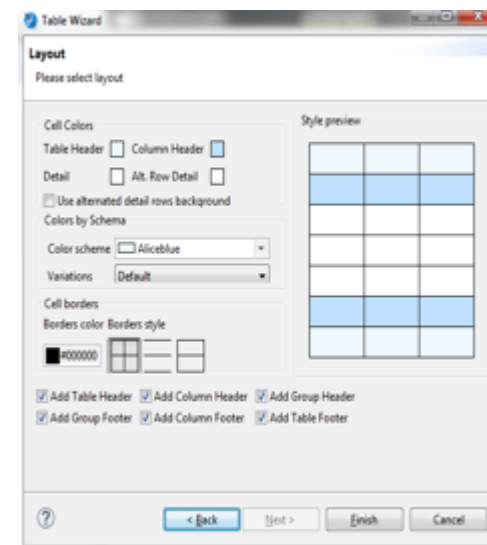 Table Wizard
Layout
Please select layout
Cell Colors
Table Header Column Header
Detail Alt. Row Detail
Use alternated detail rows background
Colors by Schema
Color scheme Aliceblue
Variations Default
Cell borders
Borders color Borders style
#000000
Style preview
Add Table Header Add Column Header Add Group Header
Add Group Footer Add Column Footer Add Table Footer
? < Back Next > Finish Cancel